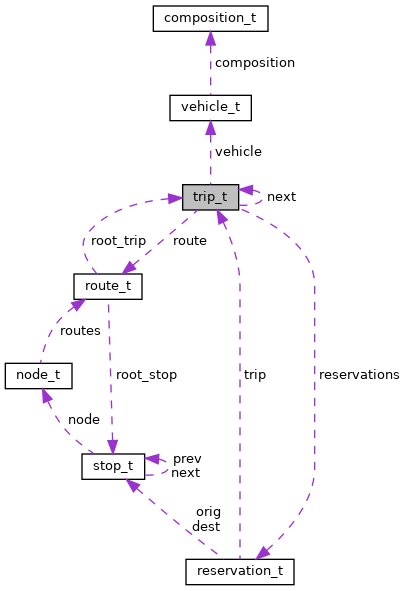 composition_t
composition
vehicle_t
vehicle
trip_t
next
root_trip
route
route_t
routes
node_t
root_stop
trip
reservations
node
stop_t
prev
next
orig
dest
reservation_t